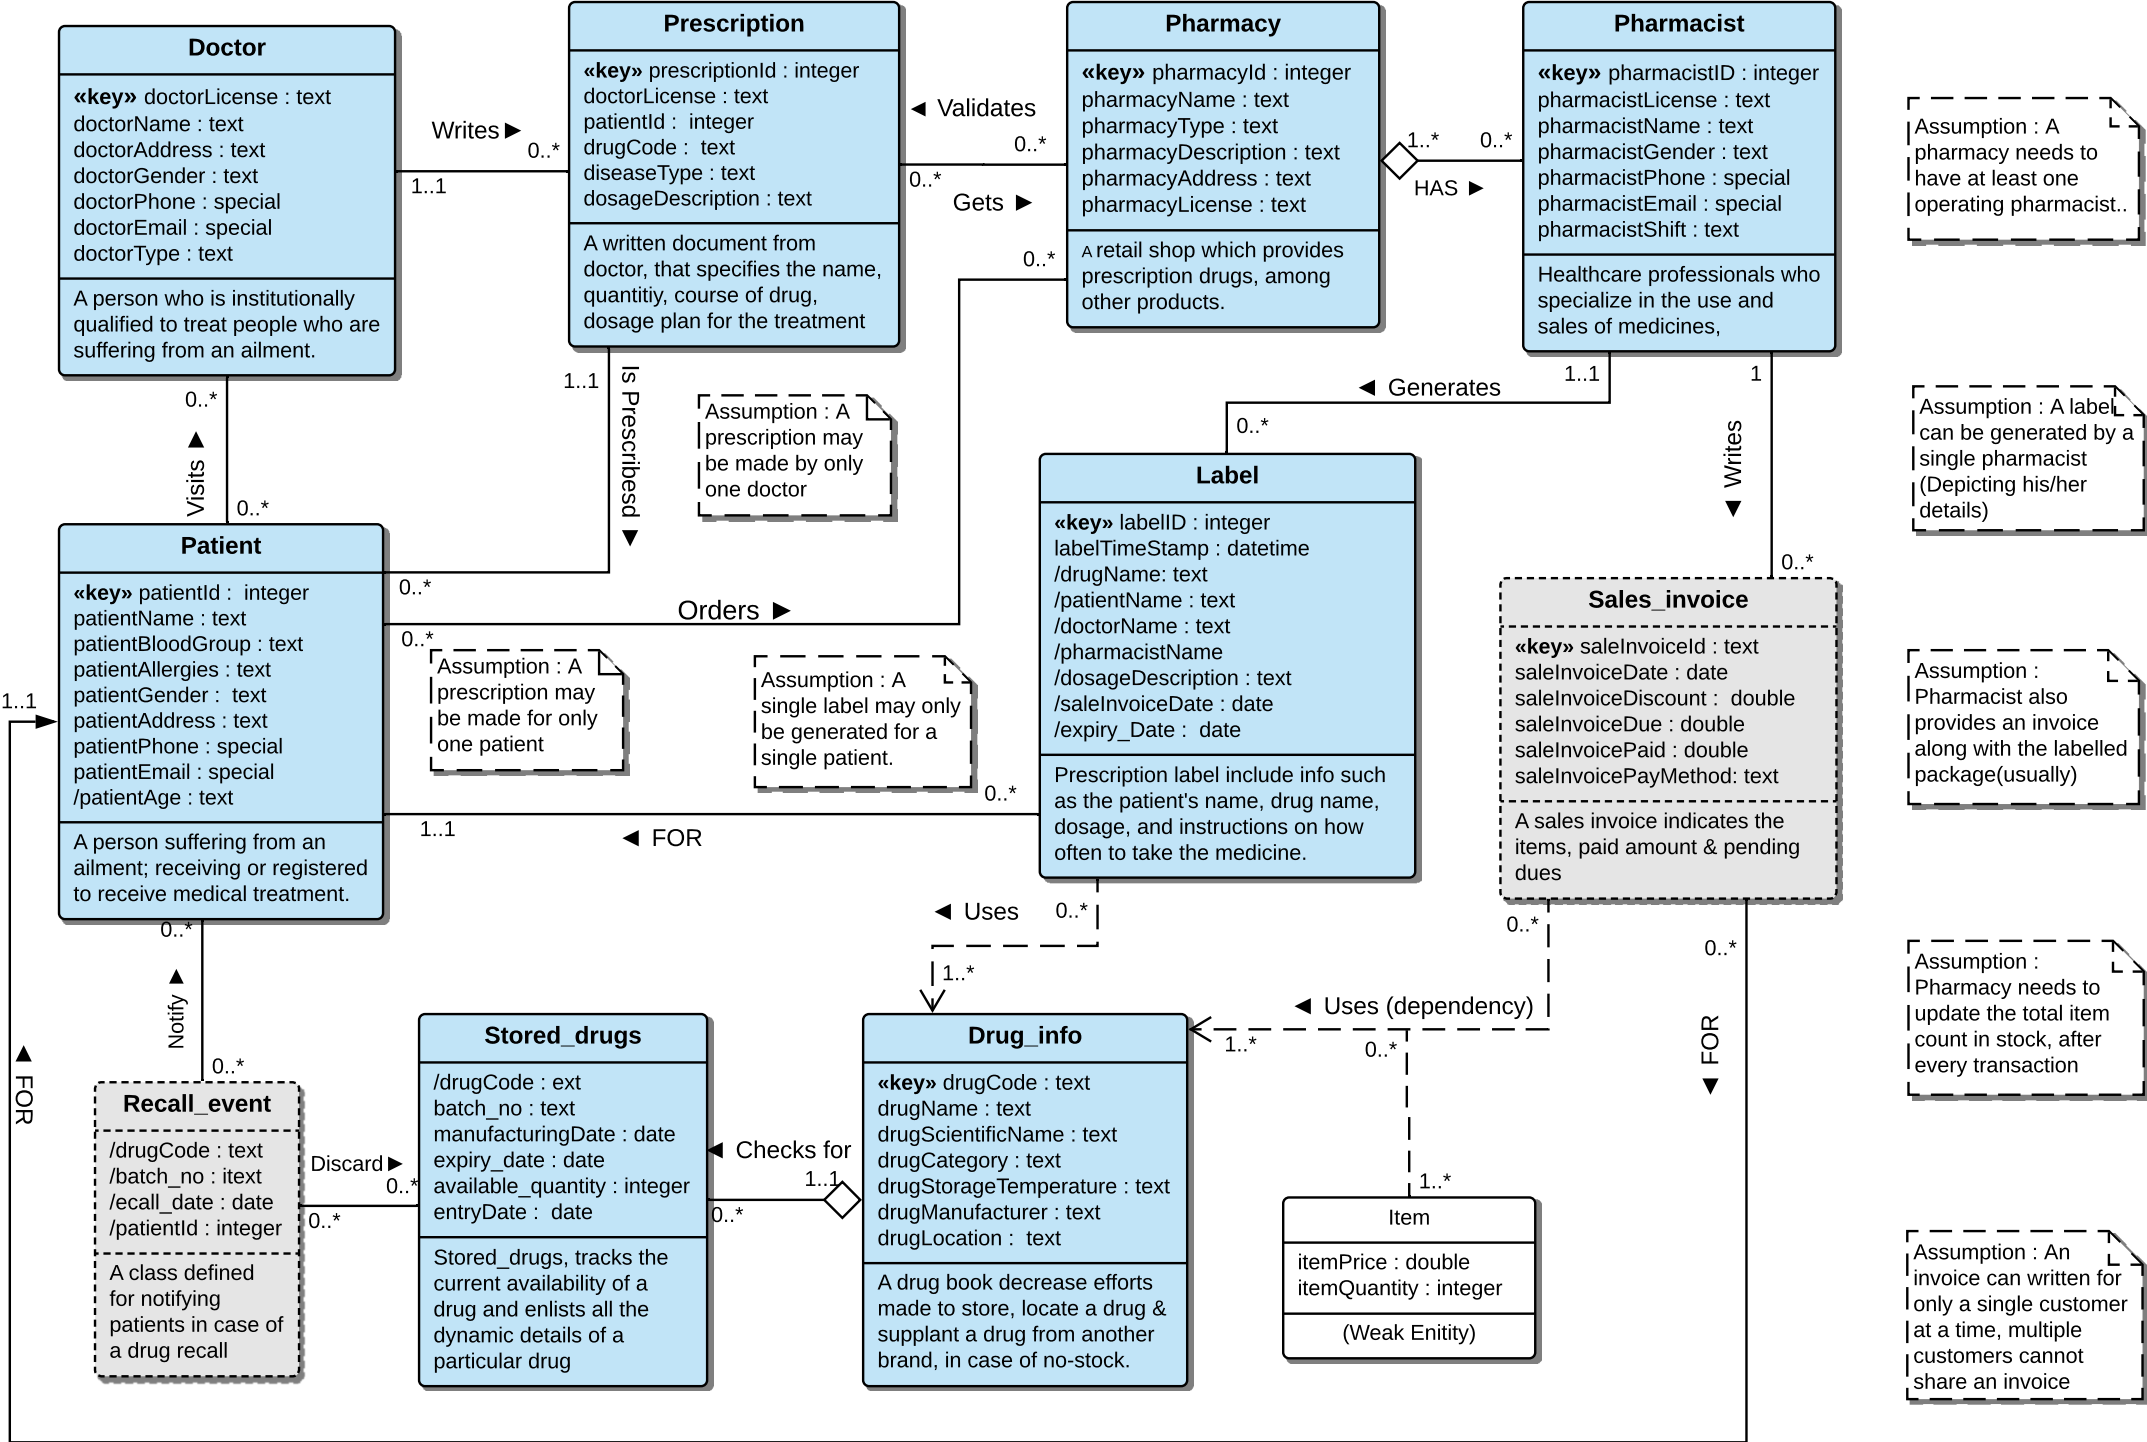 Doctor
«key» doctorLicense : text
doctorName : text
doctorAddress : text
doctorGender : text
doctorPhone : special
doctorEmail : special
doctorType : text
A person who is institutionally
qualified to treat people who are
suffering from an ailment.
Writes ▶
0..*
1..1
Prescription
«key» prescriptionId : integer
doctorLicense : text
patientId :  integer
drugCode :  text
diseaseType : text
dosageDescription : text
A written document from
doctor, that specifies the name,
quantitiy, course of drug,
dosage plan for the treatment
◀ Validates
0..*
0..*
Gets ▶
Pharmacy
«key» pharmacyId : integer
pharmacyName : text
pharmacyType : text
pharmacyDescription : text
pharmacyAddress : text
pharmacyLicense : text
A retail shop which provides
prescription drugs, among
other products.
1..*
0..*
HAS ▶
Pharmacist
«key» pharmacistID : integer
pharmacistLicense : text
pharmacistName : text
pharmacistGender : text
pharmacistPhone : special
pharmacistEmail : special
pharmacistShift : text
Healthcare professionals who
specialize in the use and
sales of medicines,
Assumption : A
pharmacy needs to
have at least one
operating pharmacist..
0..*
Visits ▶
0..*
1..1
Is Prescribesd ▶
0..*
Assumption : A
prescription may
be made by only
one doctor
0..*
Orders ▶
0..*
1..1
◀ Generates
0..*
1
Writes
0..*
Assumption : A label
can be generated by a
single pharmacist
(Depicting his/her
details)
Patient
«key» patientId :  integer
patientName : text
patientBloodGroup : text
patientAllergies : text
patientGender :  text
patientAddress : text
patientPhone : special
patientEmail : special
/patientAge : text
A person suffering from an
ailment; receiving or registered
to receive medical treatment.
1..1
Assumption : A
prescription may
be made for only
one patient
Assumption : A
single label may only
be generated for a
single patient.
0..*
1..1
◀ FOR
Label
«key» labelID : integer
labelTimeStamp : datetime
/drugName: text
/patientName : text
/doctorName : text
/pharmacistName
/dosageDescription : text
/saleInvoiceDate : date
/expiry_Date :  date
Prescription label include info such
as the patient's name, drug name,
dosage, and instructions on how
often to take the medicine.
Sales_invoice
«key» saleInvoiceId : text
saleInvoiceDate : date
saleInvoiceDiscount :  double
saleInvoiceDue : double
saleInvoicePaid : double
saleInvoicePayMethod: text
A sales invoice indicates the
items, paid amount & pending
dues
Assumption :
Pharmacist also
provides an invoice
along with the labelled
package(usually)
0..*
Notify ▶
0..*
◀ Uses
0..*
1..*
0..*
◀ Uses (dependency)
1..*
0..*
0..*
◀ FOR
Assumption :
Pharmacy needs to
update the total item
count in stock, after
every transaction
◀ FOR
Recall_event
/drugCode : text
/batch_no : itext
/ecall_date : date
/patientId : integer
A class defined
for notifying
patients in case of
a drug recall
Discard ▶
0..*
0..*
Stored_drugs
/drugCode : ext
batch_no : text
manufacturingDate : date
expiry_date : date
available_quantity : integer
entryDate :  date
Stored_drugs, tracks the
current availability of a
drug and enlists all the
dynamic details of a
particular drug
◀ Checks for
1..1
0..*
Drug_info
«key» drugCode : text
drugName : text
drugScientificName : text
drugCategory : text
drugStorageTemperature : text
drugManufacturer : text
drugLocation :  text
A drug book decrease efforts
made to store, locate a drug &
supplant a drug from another
brand, in case of no-stock.
1..*
Item
itemPrice : double
itemQuantity : integer
(Weak Enitity)
Assumption : An
invoice can written for
only a single customer
at a time, multiple
customers cannot
share an invoice